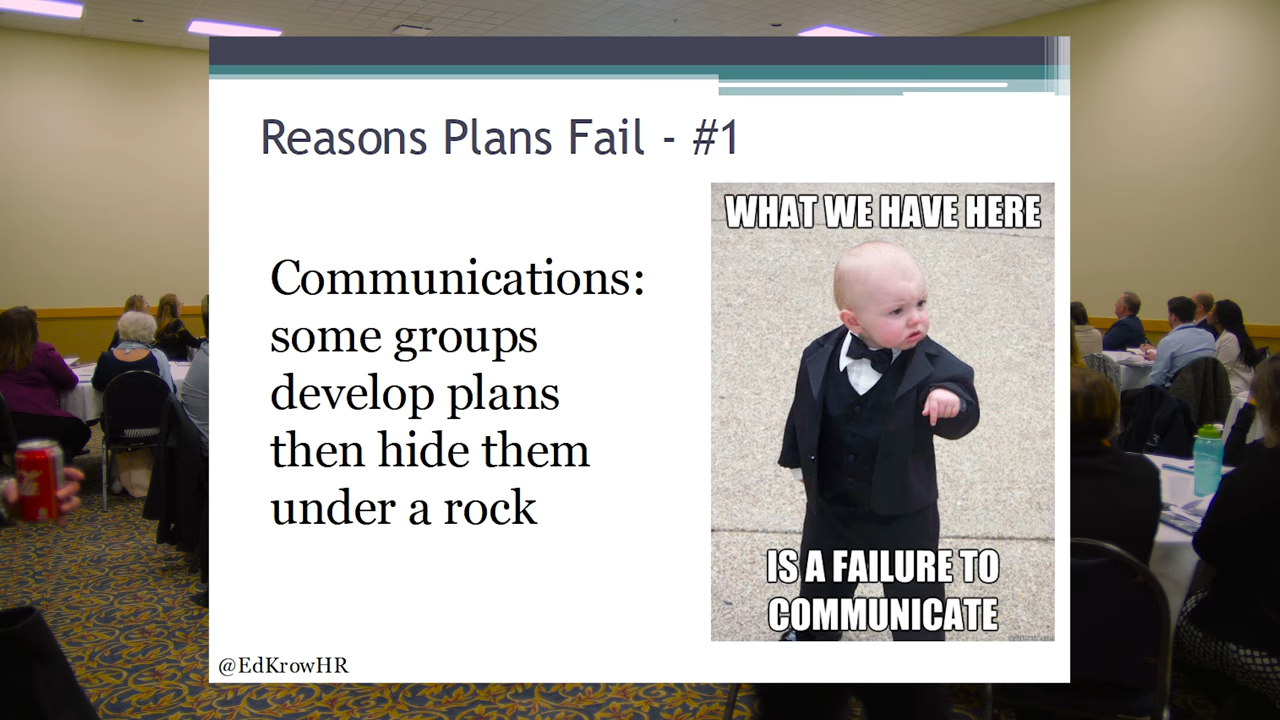 Reasons Plans Fail - #1
Communications:
some groups
develop plans
then hide them
under a rock
WHAT WE HAVE HERE
IS A FAILURE TO
COMMUNICATE
@EdKrowHR